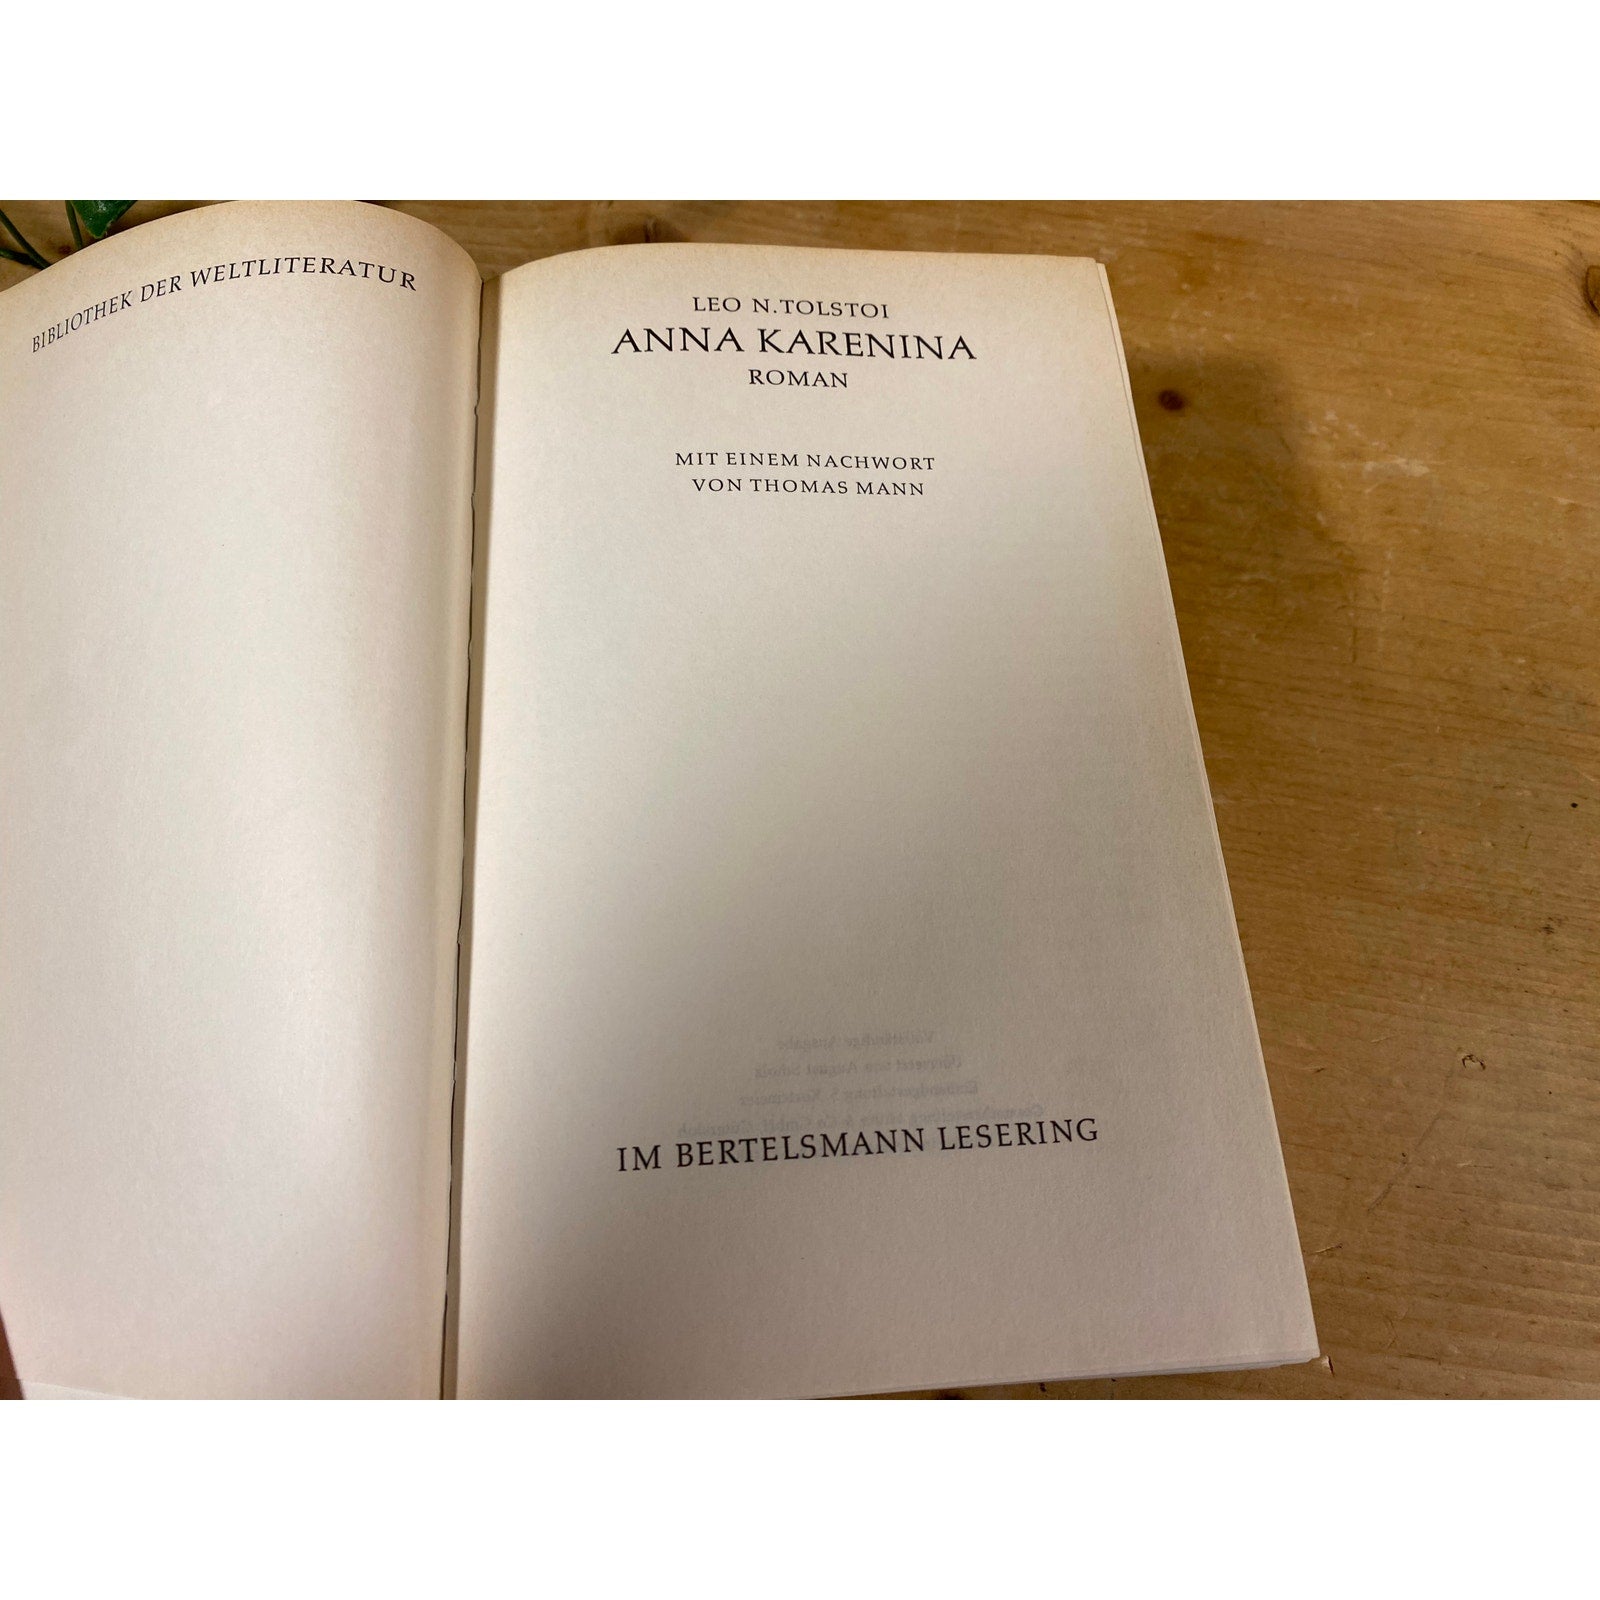 BIBLIOTHEK DER WELTLITERATUR
LEO N. TOLSTOI
ANNA KARENINA
ROMAN
MIT EINEM NACHWORT
VON THOMAS MANN
IM BERTELSMANN LESERING